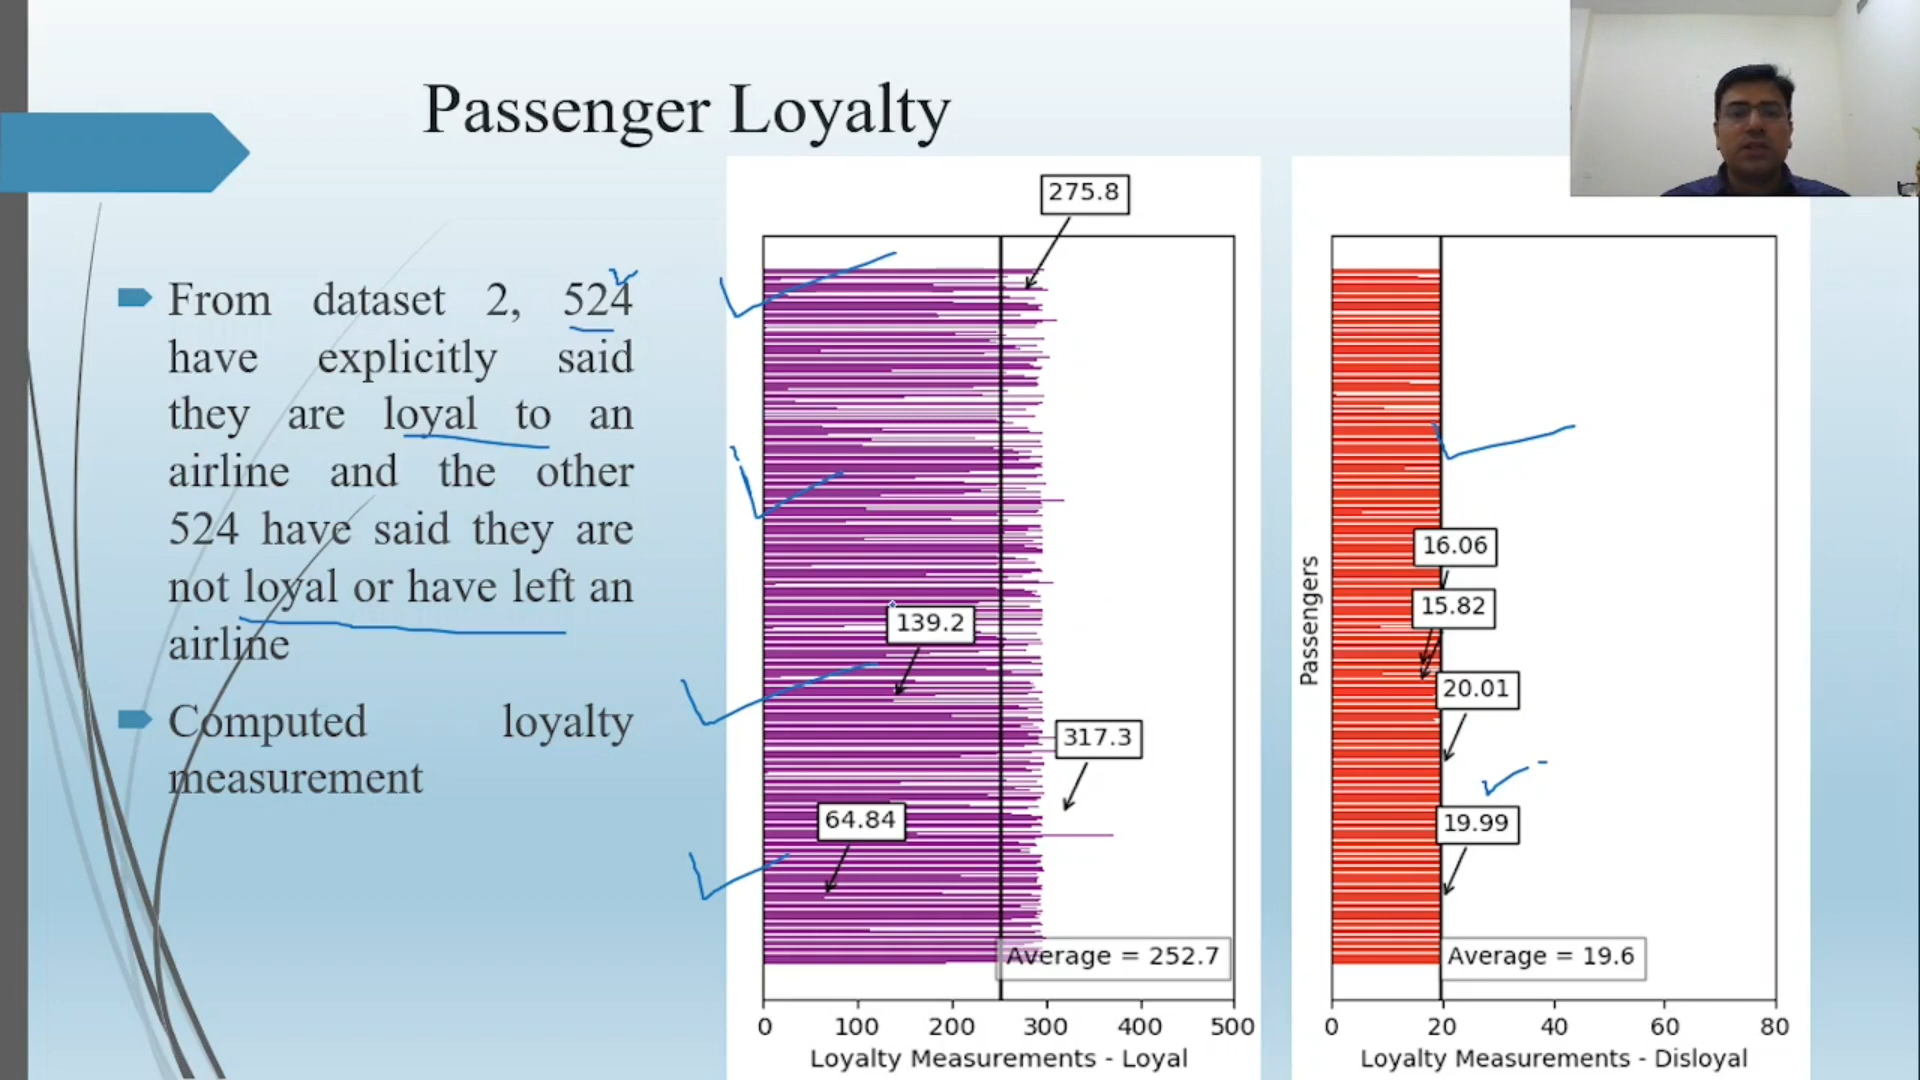 Passenger Loyalty
From dataset 2, 524
have explicitly said
they are loyal to an
airline and the other
524 have said they are
not loyal or have left an
airline
Computed loyalty
measurement
275.8
139.2
317.3
64.84
Average = 252.7
0 100 200 300 400 500
Loyalty Measurements - Loyal
Passengers
16.06
15.82
20.01
19.99
Average = 19.6
0 20 40 60 80
Loyalty Measurements - Disloyal